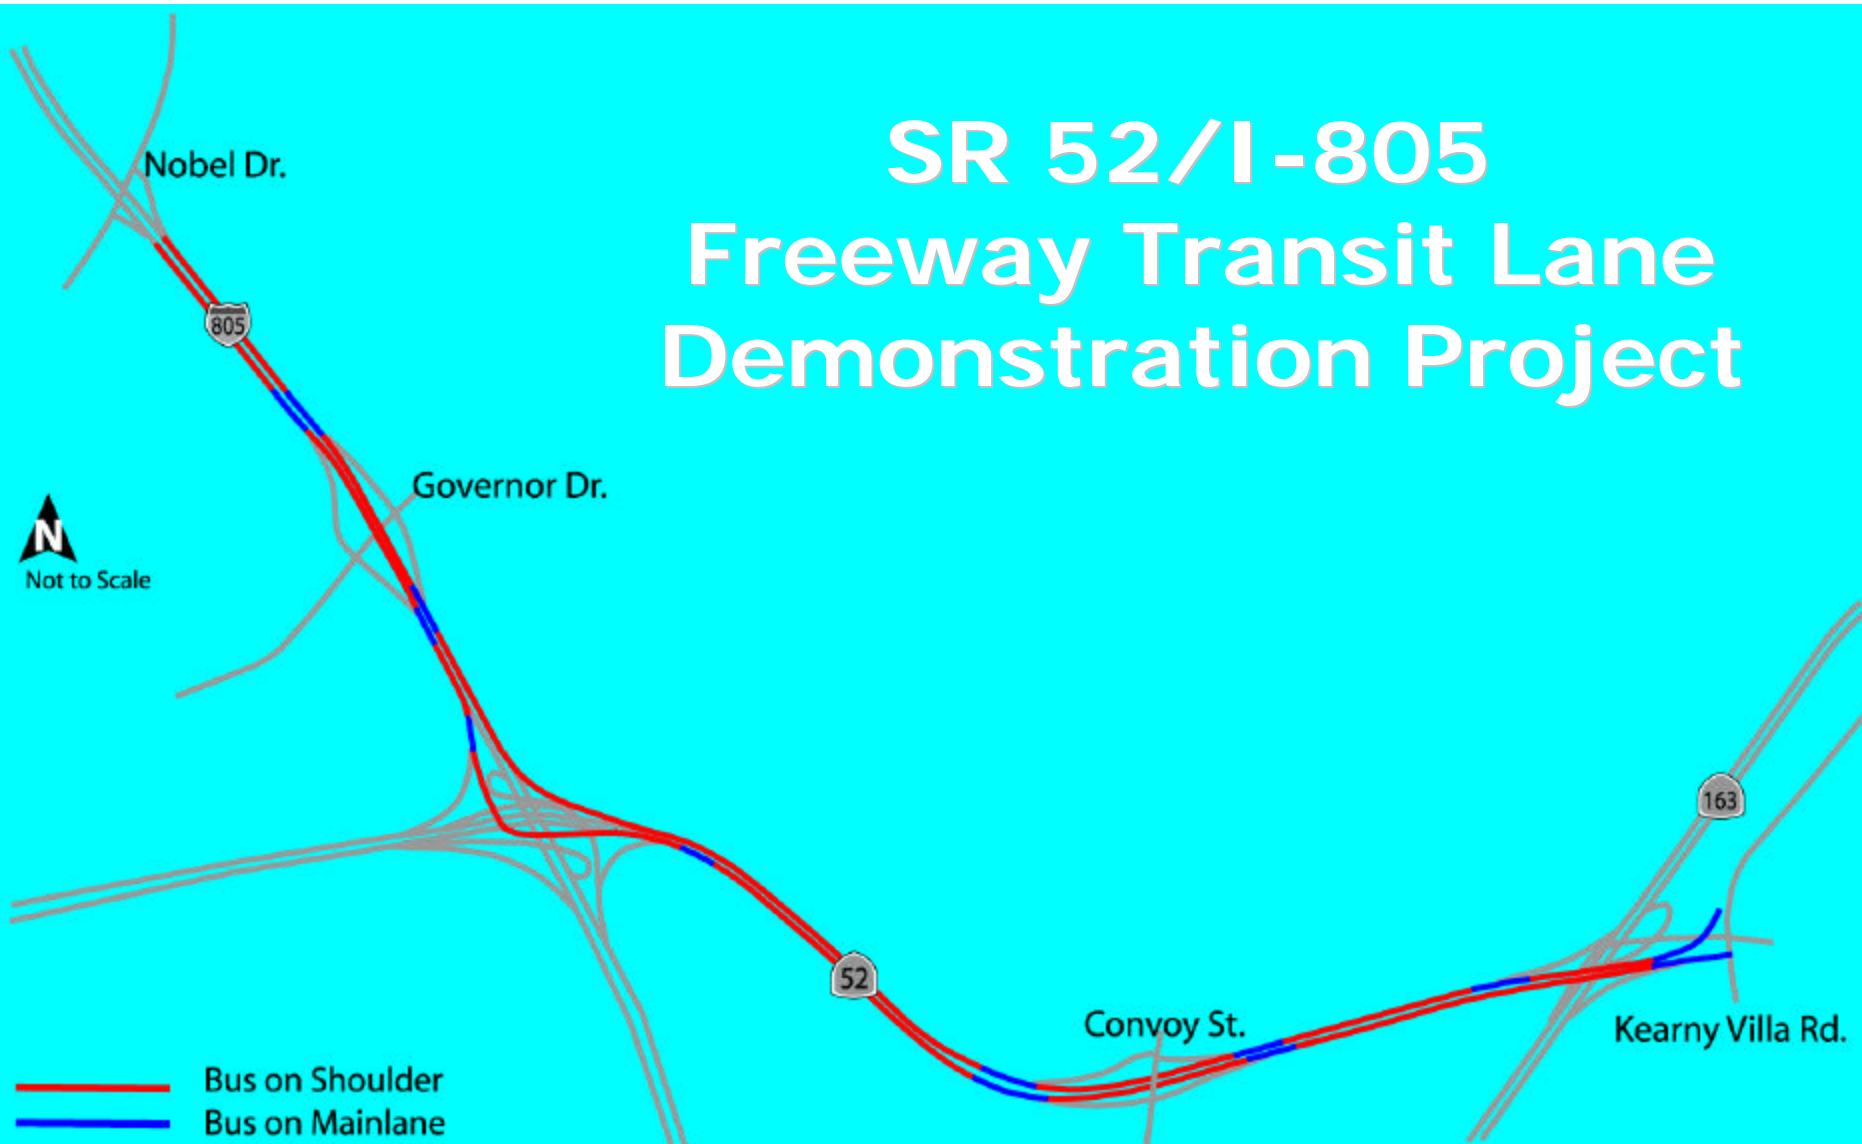 SR 52/I-805
Freeway Transit Lane
Demonstration Project
Nobel Dr.
805
Governor Dr.
N
Not to Scale
163
52
Convoy St.
Kearny Villa Rd.
Bus on Shoulder
Bus on Mainlane